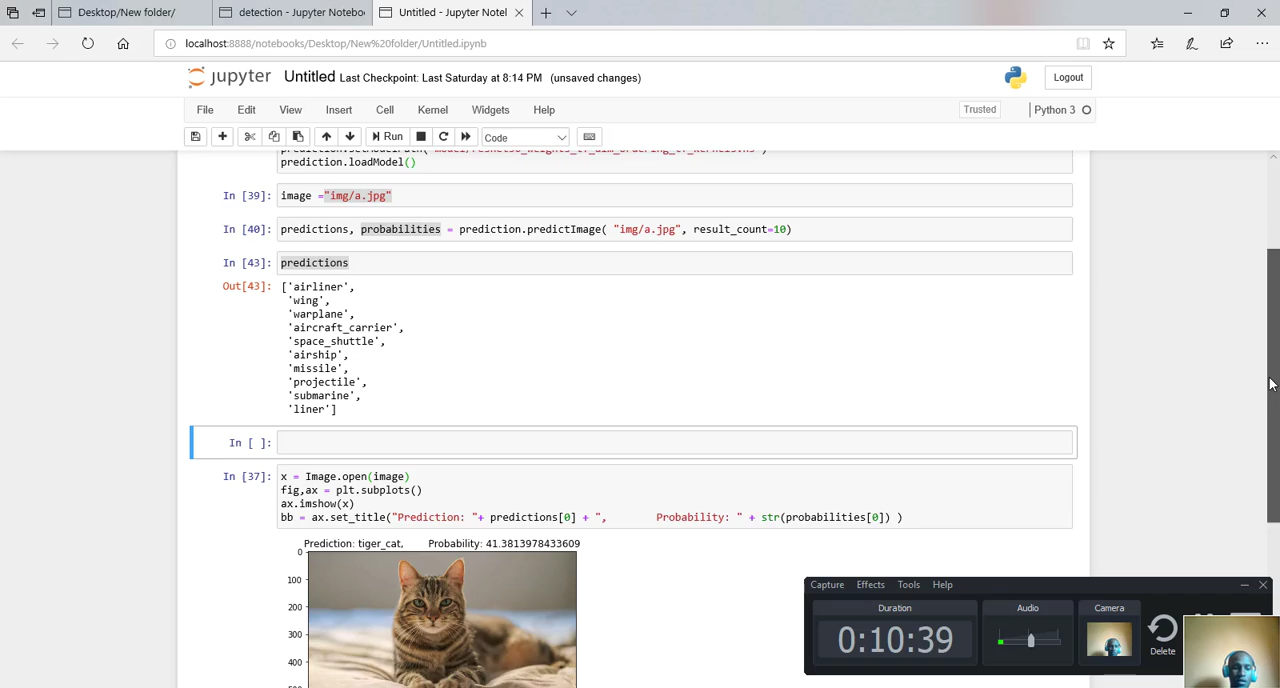 Desktop/New folder/
detection - Jupyter Notebo
Untitled - Jupyter Notel
localhost:8888/notebooks/Desktop/New%20folder/Untitled.ipynb
jupyter Untitled Last Checkpoint: Last Saturday at 8:14 PM (unsaved changes)
Logout
File Edit View Insert Cell Kernel Widgets Help
Trusted Python 3
Run Code
prediction.loadModel()
In [39]: image ="img/a.jpg"
In [40]: predictions, probabilities = prediction.predictImage( "img/a.jpg", result_count=10)
In [43]: predictions
Out[43]: ['airliner',
'wing',
'warplane',
'aircraft_carrier',
'space_shuttle',
'airship',
'missile',
'projectile',
'submarine',
'liner']
In [ ]:
In [37]: x = Image.open(image)
fig,ax = plt.subplots()
ax.imshow(x)
bb = ax.set_title("Prediction: "+ predictions[0] + ", Probability: " + str(probabilities[0]) )
Prediction: tiger_cat, Probability: 41.3813978433609
0
100
200
300
400
Capture Effects Tools Help
Duration Audio Camera
0:10:39
Delete